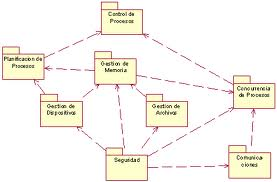 Control de
Procesos
Planificación de
Procesos
Gestion de
Memoria
Concurrencia
de Procesos
Gestion de
Dispositivos
Gestion de
Archivos
Seguridad
Comunica-
ciones